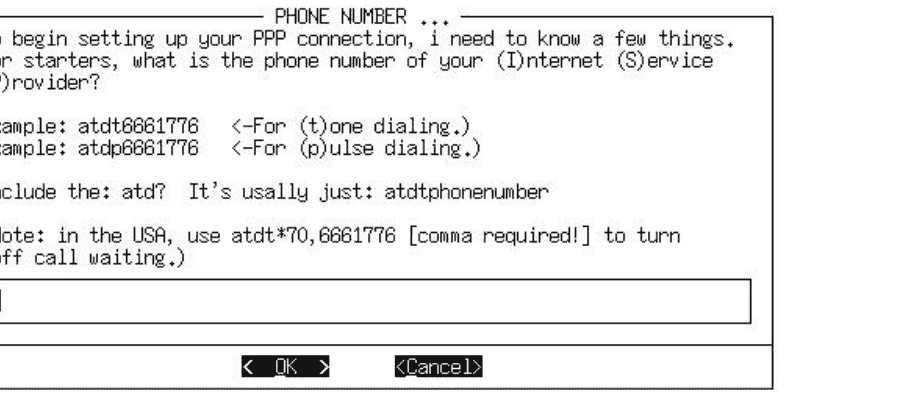 PHONE NUMBER ...
begin setting up your PPP connection, i need to know a few things.
starters, what is the phone number of your (I)nternet (S)ervice
)rovider?
ample: atdt6661776 <-For (t)one dialing.)
ample: atdp6661776 <-For (p)ulse dialing.)
clude the: atd? It's usally just: atdtphonenumber
ote: in the USA, use atdt*70,6661776 [comma required!] to turn
ff call waiting.)
< OK > <Cancel>